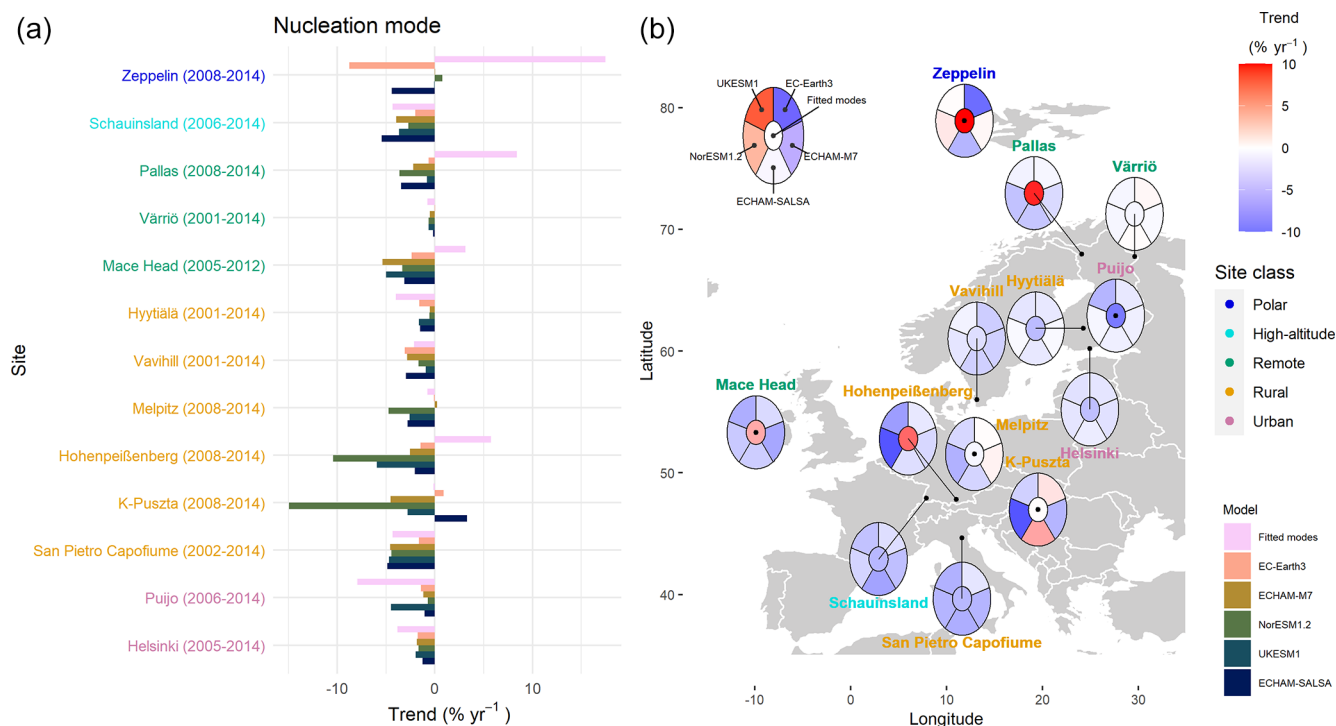 (a)
Nucleation mode
Zeppelin (2008-2014)
Schauinsland (2006-2014)
Pallas (2008-2014)
Värriö (2001-2014)
Mace Head (2005-2012)
Hyytiälä (2001-2014)
Vavihill (2001-2014)
Melpitz (2008-2014)
Hohenpeißenberg (2008-2014)
K-Puszta (2008-2014)
San Pietro Capofiume (2002-2014)
Puijo (2006-2014)
Helsinki (2005-2014)
Site
-10
0
10
Trend (% yr⁻¹)
(b)
UKESM1
EC-Earth3
Fitted modes
NorESM1.2
ECHAM-M7
ECHAM-SALSA
Zeppelin
Pallas
Värriö
Puijo
Vavihill
Hyytiälä
Mace Head
Hohenpeißenberg
Melpitz
Helsinki
K-Puszta
Schauinsland
San Pietro Capofiume
Latitude
80
70
60
50
40
-10
0
10
20
30
Longitude
Trend
(% yr⁻¹)
10
5
0
-5
-10
Site class
Polar
High-altitude
Remote
Rural
Urban
Model
Fitted modes
EC-Earth3
ECHAM-M7
NorESM1.2
UKESM1
ECHAM-SALSA